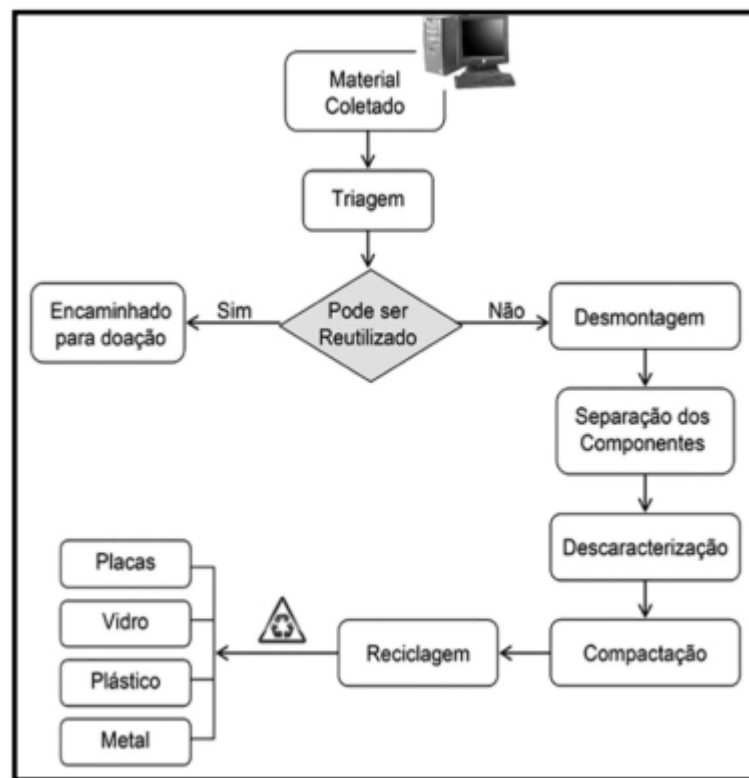 Material
Coletado
Triagem
Pode ser
Reutilizado
Sim
Encaminhado
para doação
Não
Desmontagem
Separação dos
Componentes
Descaracterização
Compactação
Reciclagem
Placas
Vidro
Plástico
Metal